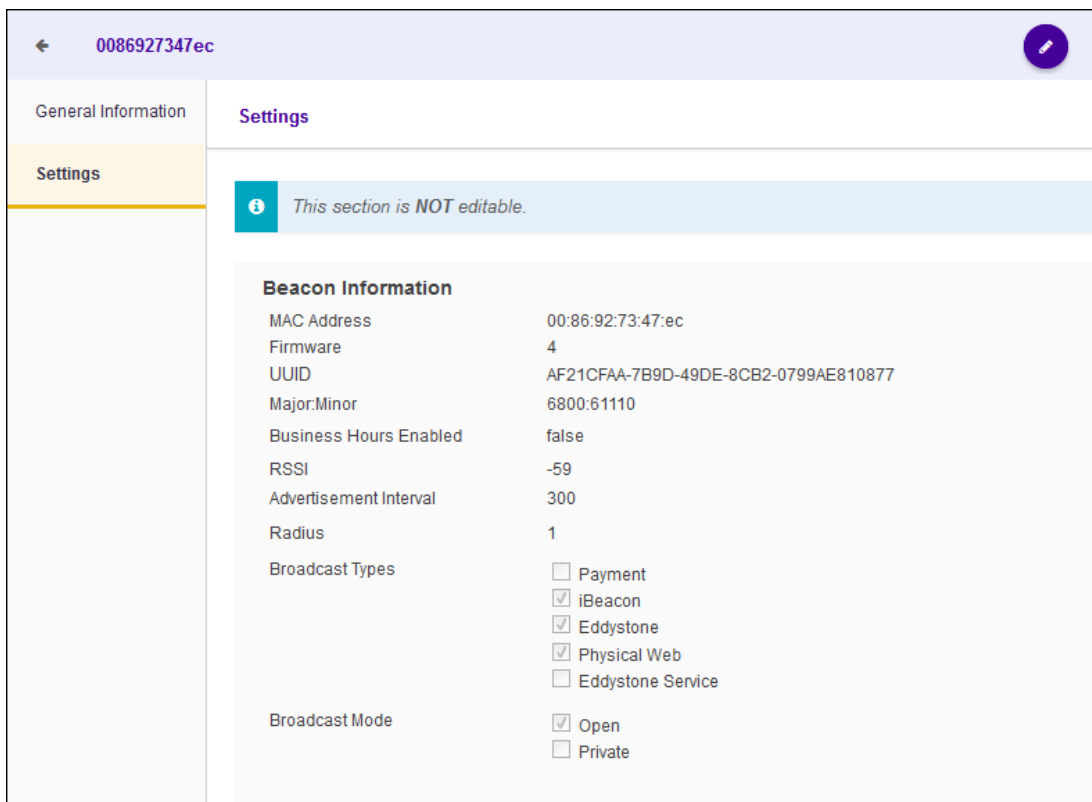 0086927347ec
General Information
Settings
Settings
This section is NOT editable.
Beacon Information
MAC Address 00:86:92:73:47:ec
Firmware 4
UUID AF21CFAA-7B9D-49DE-8CB2-0799AE810877
Major:Minor 6800:61110
Business Hours Enabled false
RSSI -59
Advertisement Interval 300
Radius 1
Broadcast Types Payment
iBeacon
Eddystone
Physical Web
Eddystone Service
Broadcast Mode Open
Private